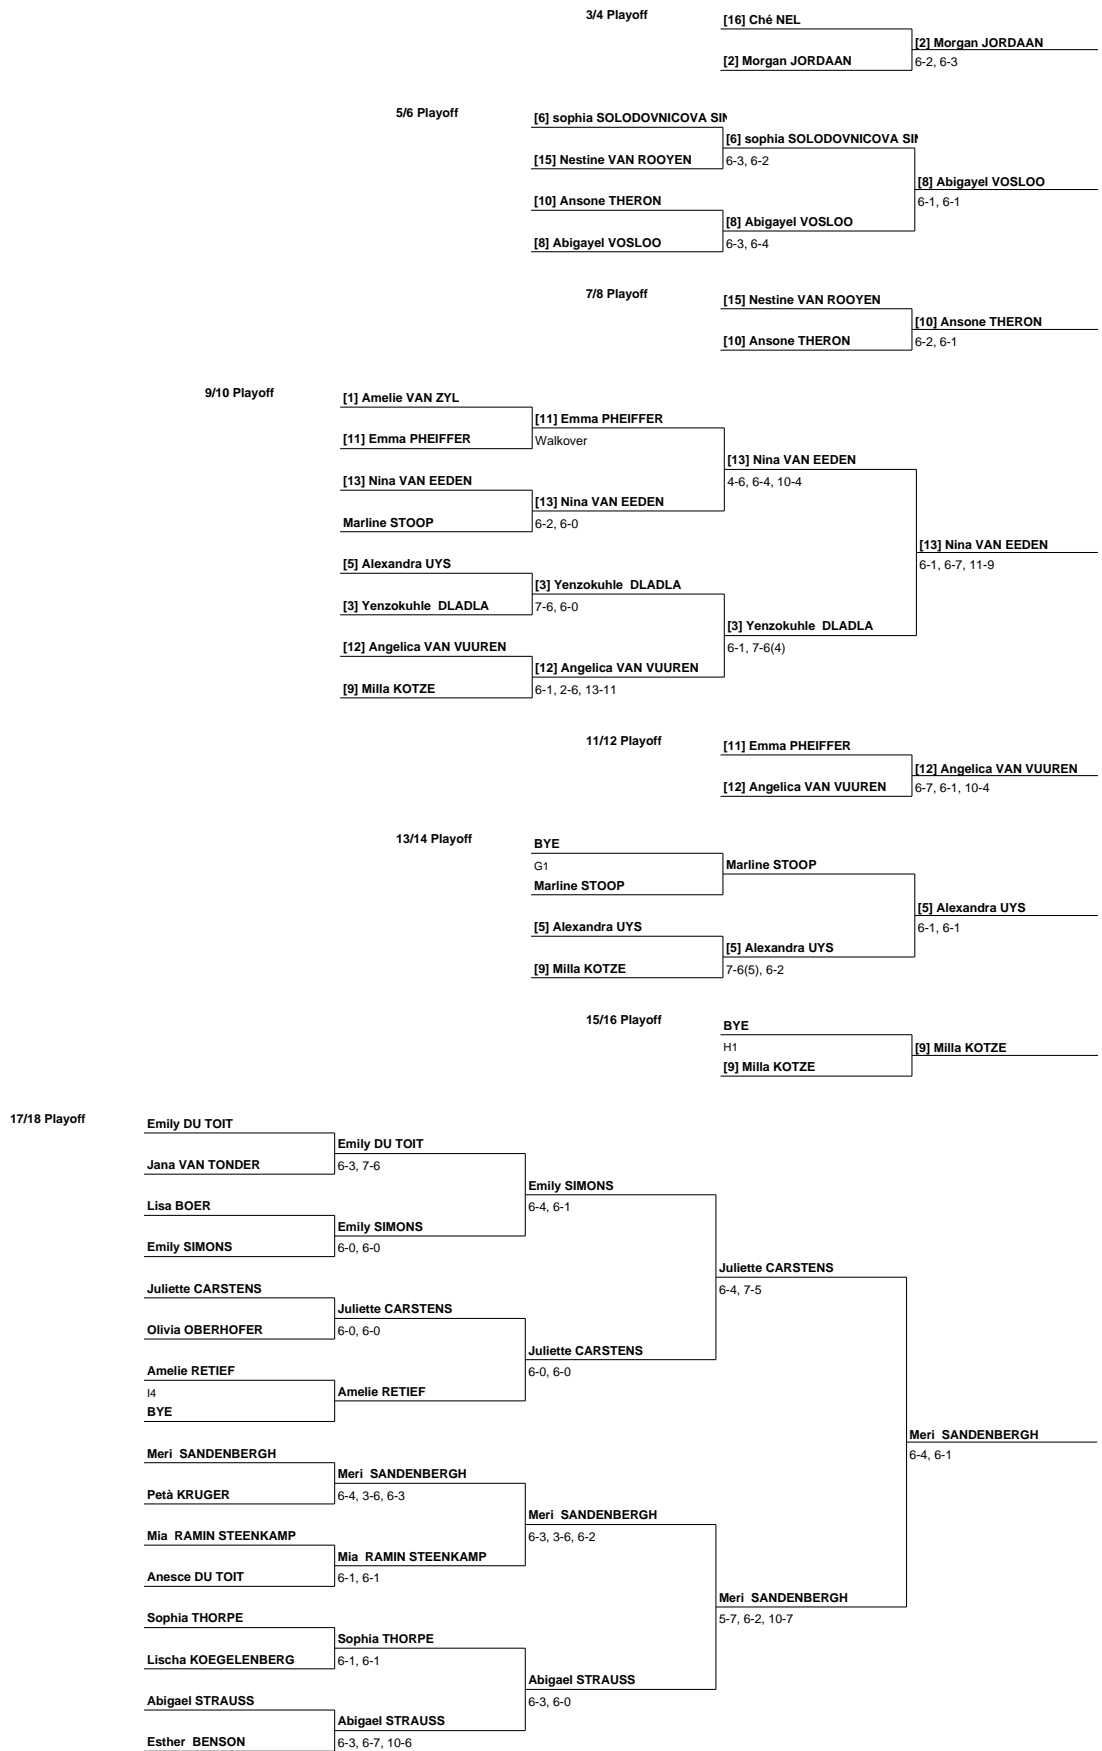 3/4 Playoff
[16] Ché NEL
[2] Morgan JORDAAN
[2] Morgan JORDAAN
6-2, 6-3
5/6 Playoff
[6] sophia SOLODOVNICOVA SI
[6] sophia SOLODOVNICOVA SI
[15] Nestine VAN ROOYEN
6-3, 6-2
[8] Abigayel VOSLOO
[10] Ansone THERON
6-1, 6-1
[8] Abigayel VOSLOO
[8] Abigayel VOSLOO
6-3, 6-4
7/8 Playoff
[15] Nestine VAN ROOYEN
[10] Ansone THERON
[10] Ansone THERON
6-2, 6-1
9/10 Playoff
[1] Amelie VAN ZYL
[11] Emma PHEIFFER
[11] Emma PHEIFFER
Walkover
[13] Nina VAN EEDEN
[13] Nina VAN EEDEN
4-6, 6-4, 10-4
[13] Nina VAN EEDEN
Marline STOOP
6-2, 6-0
[13] Nina VAN EEDEN
[5] Alexandra UYS
6-1, 6-7, 11-9
[3] Yenzokuhle DLADLA
[3] Yenzokuhle DLADLA
7-6, 6-0
[3] Yenzokuhle DLADLA
[12] Angelica VAN VUUREN
6-1, 7-6(4)
[12] Angelica VAN VUUREN
[9] Milla KOTZE
6-1, 2-6, 13-11
11/12 Playoff
[11] Emma PHEIFFER
[12] Angelica VAN VUUREN
[12] Angelica VAN VUUREN
6-7, 6-1, 10-4
13/14 Playoff
BYE
G1
Marline STOOP
Marline STOOP
[5] Alexandra UYS
[5] Alexandra UYS
6-1, 6-1
[5] Alexandra UYS
[9] Milla KOTZE
7-6(5), 6-2
15/16 Playoff
BYE
H1
[9] Milla KOTZE
[9] Milla KOTZE
17/18 Playoff
Emily DU TOIT
Emily DU TOIT
Jana VAN TONDER
6-3, 7-6
Emily SIMONS
Lisa BOER
6-4, 6-1
Emily SIMONS
Emily SIMONS
6-0, 6-0
Juliette CARSTENS
Juliette CARSTENS
6-4, 7-5
Juliette CARSTENS
Olivia OBERHOFER
6-0, 6-0
Juliette CARSTENS
Amelie RETIEF
6-0, 6-0
I4
Amelie RETIEF
BYE
Meri SANDENBERGH
Meri SANDENBERGH
6-4, 6-1
Meri SANDENBERGH
Petà KRUGER
6-4, 3-6, 6-3
Meri SANDENBERGH
Mia RAMIN STEENKAMP
6-3, 3-6, 6-2
Mia RAMIN STEENKAMP
Anesce DU TOIT
6-1, 6-1
Meri SANDENBERGH
Sophia THORPE
5-7, 6-2, 10-7
Sophia THORPE
Lischa KOEGELENBERG
6-1, 6-1
Abigael STRAUSS
Abigael STRAUSS
6-3, 6-0
Abigael STRAUSS
Esther BENSON
6-3, 6-7, 10-6